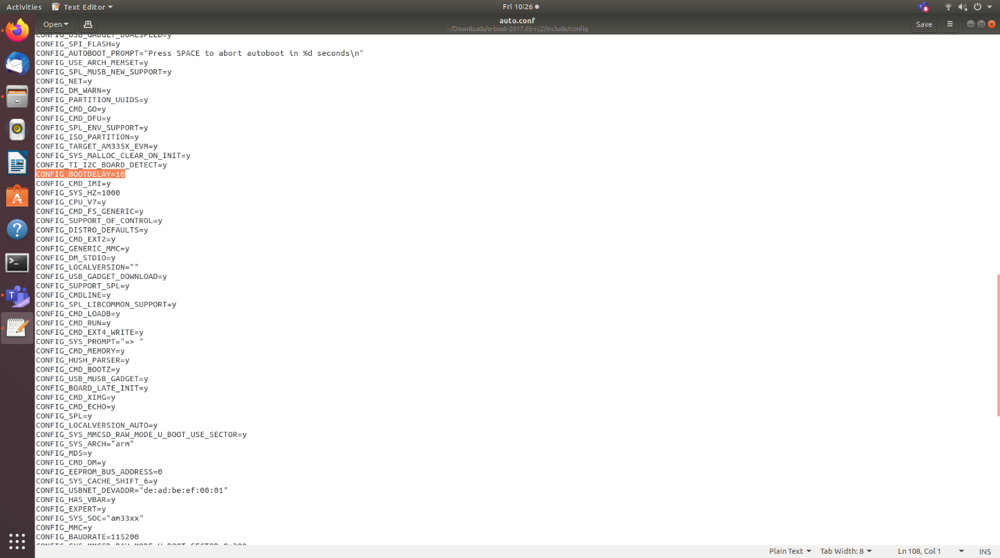 Activities
Text Editor
Fri 10:26
Open
auto.conf
~/Downloads/u-boot-2017.05-rc2/include/config
Save
CONFIG_USB_GADGET_DUALSPEED=y
CONFIG_SPI_FLASH=y
CONFIG_AUTOBOOT_PROMPT="Press SPACE to abort autoboot in %d seconds\n"
CONFIG_USE_ARCH_MEMSET=y
CONFIG_SPL_MUSB_NEW_SUPPORT=y
CONFIG_NET=y
CONFIG_DM_WARN=y
CONFIG_PARTITION_UUIDS=y
CONFIG_CMD_GO=y
CONFIG_CMD_DFU=y
CONFIG_SPL_ENV_SUPPORT=y
CONFIG_ISO_PARTITION=y
CONFIG_TARGET_AM335X_EVM=y
CONFIG_SYS_MALLOC_CLEAR_ON_INIT=y
CONFIG_TI_I2C_BOARD_DETECT=y
CONFIG_BOOTDELAY=10
CONFIG_CMD_IMI=y
CONFIG_SYS_HZ=1000
CONFIG_CPU_V7=y
CONFIG_CMD_FS_GENERIC=y
CONFIG_SUPPORT_OF_CONTROL=y
CONFIG_DISTRO_DEFAULTS=y
CONFIG_CMD_EXT2=y
CONFIG_GENERIC_MMC=y
CONFIG_DM_STDIO=y
CONFIG_LOCALVERSION=""
CONFIG_USB_GADGET_DOWNLOAD=y
CONFIG_SUPPORT_SPL=y
CONFIG_CMDLINE=y
CONFIG_SPL_LIBCOMMON_SUPPORT=y
CONFIG_CMD_LOADB=y
CONFIG_CMD_RUN=y
CONFIG_CMD_EXT4_WRITE=y
CONFIG_SYS_PROMPT="=> "
CONFIG_CMD_MEMORY=y
CONFIG_HUSH_PARSER=y
CONFIG_CMD_BOOTZ=y
CONFIG_USB_MUSB_GADGET=y
CONFIG_BOARD_LATE_INIT=y
CONFIG_CMD_XIMG=y
CONFIG_CMD_ECHO=y
CONFIG_SPL=y
CONFIG_LOCALVERSION_AUTO=y
CONFIG_SYS_MMCSD_RAW_MODE_U_BOOT_USE_SECTOR=y
CONFIG_SYS_ARCH="arm"
CONFIG_MD5=y
CONFIG_CMD_DM=y
CONFIG_EEPROM_BUS_ADDRESS=0
CONFIG_SYS_CACHE_SHIFT_6=y
CONFIG_USBNET_DEVADDR="de:ad:be:ef:00:01"
CONFIG_HAS_VBAR=y
CONFIG_EXPERT=y
CONFIG_SYS_SOC="am33xx"
CONFIG_MMC=y
CONFIG_BAUDRATE=115200
CONFIG_SYS_MMCSD_RAW_MODE_U_BOOT_SECTOR=0x300
Plain Text
Tab Width: 8
Ln 108, Col 1
INS